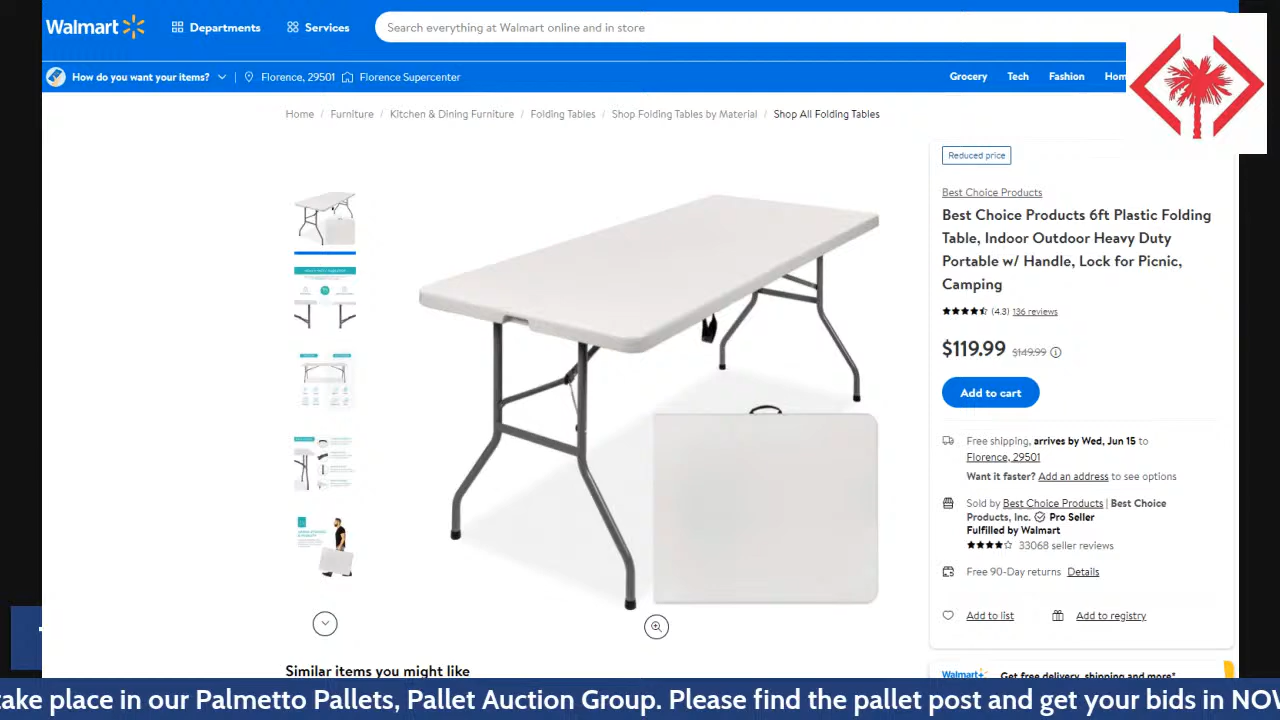 Walmart
Departments
Services
Search everything at Walmart online and in store
How do you want your items?
Florence, 29501
Florence Supercenter
Grocery
Tech
Fashion
Home / Furniture / Kitchen & Dining Furniture / Folding Tables / Shop Folding Tables by Material / Shop All Folding Tables
Reduced price
Best Choice Products
Best Choice Products 6ft Plastic Folding
Table, Indoor Outdoor Heavy Duty
Portable w/ Handle, Lock for Picnic,
Camping
(4.3) 136 reviews
$119.99 $149.99
Add to cart
Free shipping, arrives by Wed, Jun 15 to
Florence, 29501
Want it faster? Add an address to see options
Sold by Best Choice Products | Best Choice
Products, Inc. Pro Seller
Fulfilled by Walmart
33068 seller reviews
Free 90-Day returns Details
Add to list
Add to registry
Similar items you might like
Walmart+ Get free delivery, shipping and more*
take place in our Palmetto Pallets, Pallet Auction Group. Please find the pallet post and get your bids in NOW